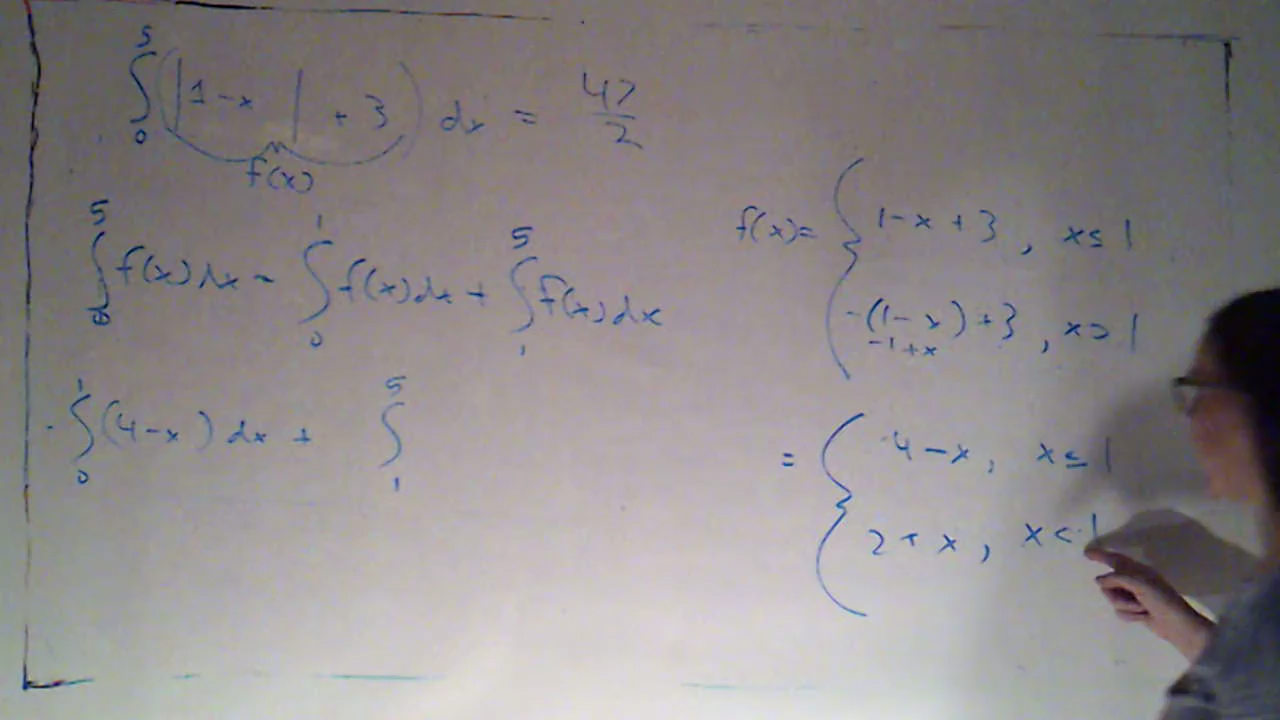 ∫₀⁵ (|1-x| + 3) dx = 47/2
f(x)
∫₀⁵ f(x) dx = ∫₀¹ f(x) dx + ∫₁⁵ f(x) dx
= ∫₀¹ (4-x) dx + ∫₁⁵
f(x) = { 1-x+3, x≤1
-(1-x)+3, x>1
-1+x
= { 4-x, x≤1
2+x, x<1